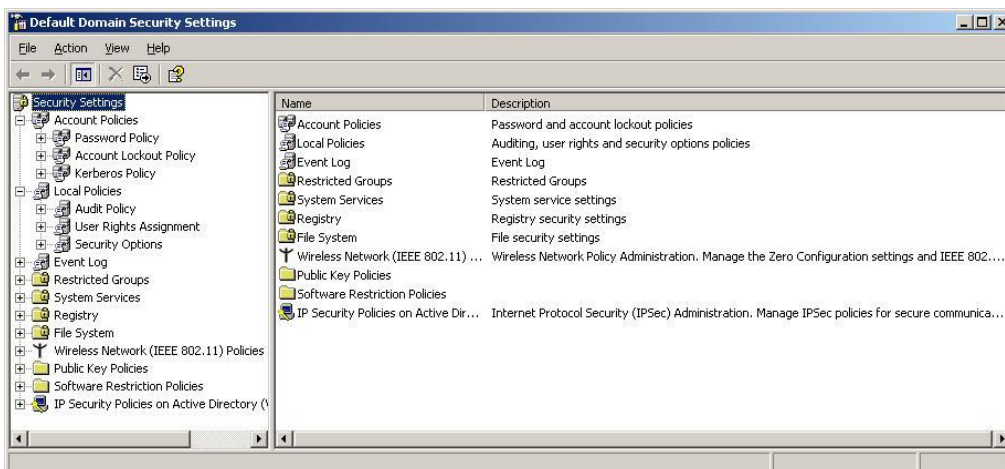 Default Domain Security Settings
File Action View Help
Security Settings
Account Policies
Password Policy
Account Lockout Policy
Kerberos Policy
Local Policies
Audit Policy
User Rights Assignment
Security Options
Event Log
Restricted Groups
System Services
Registry
File System
Wireless Network (IEEE 802.11) Policies
Public Key Policies
Software Restriction Policies
IP Security Policies on Active Directory (
Name Description
Account Policies Password and account lockout policies
Local Policies Auditing, user rights and security options policies
Event Log Event Log
Restricted Groups Restricted Groups
System Services System service settings
Registry Registry security settings
File System File security settings
Wireless Network (IEEE 802.11) ... Wireless Network Policy Administration. Manage the Zero Configuration settings and IEEE 802....
Public Key Policies
Software Restriction Policies
IP Security Policies on Active Dir... Internet Protocol Security (IPSec) Administration. Manage IPSec policies for secure communica...